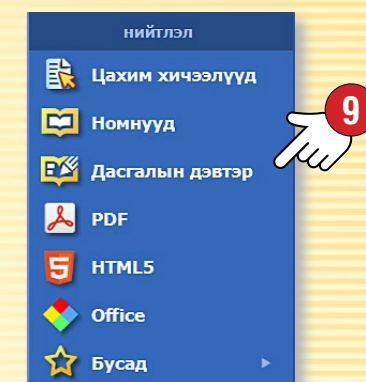 нийтлэл
Цахим хичээлүүд
Номнууд
9
Дасгалын дэвтэр
PDF
HTML5
Office
Бусад